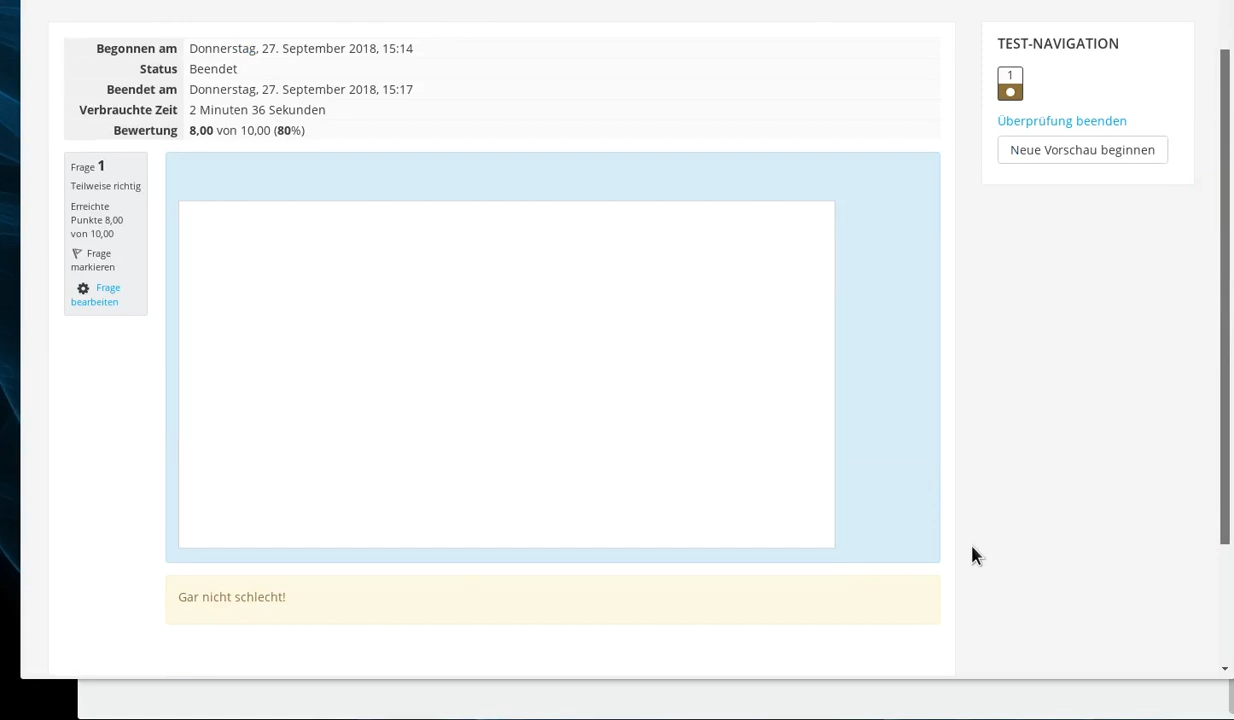 Begonnen am Donnerstag, 27. September 2018, 15:14
Status Beendet
Beendet am Donnerstag, 27. September 2018, 15:17
Verbrauchte Zeit 2 Minuten 36 Sekunden
Bewertung 8,00 von 10,00 (80%)
Frage 1
Teilweise richtig
Erreichte
Punkte 8,00
von 10,00
Frage
markieren
Frage
bearbeiten
Gar nicht schlecht!
TEST-NAVIGATION
1
Überprüfung beenden
Neue Vorschau beginnen